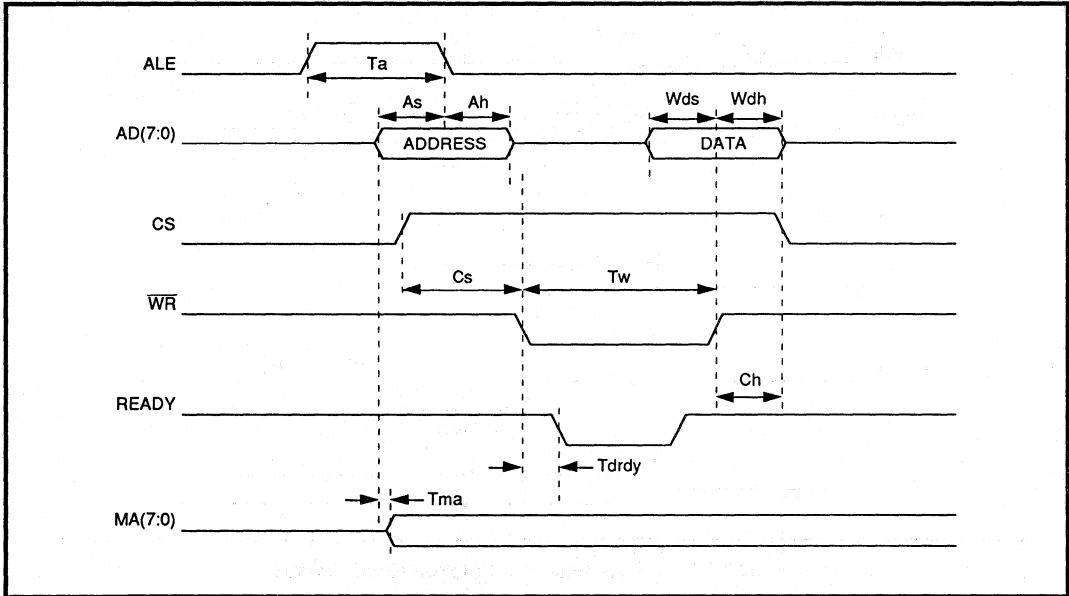 ALE
Ta
As Ah Wds Wdh
AD(7:0)
ADDRESS DATA
CS
Cs Tw
WR
Ch
READY
Tdrdy
Tma
MA(7:0)